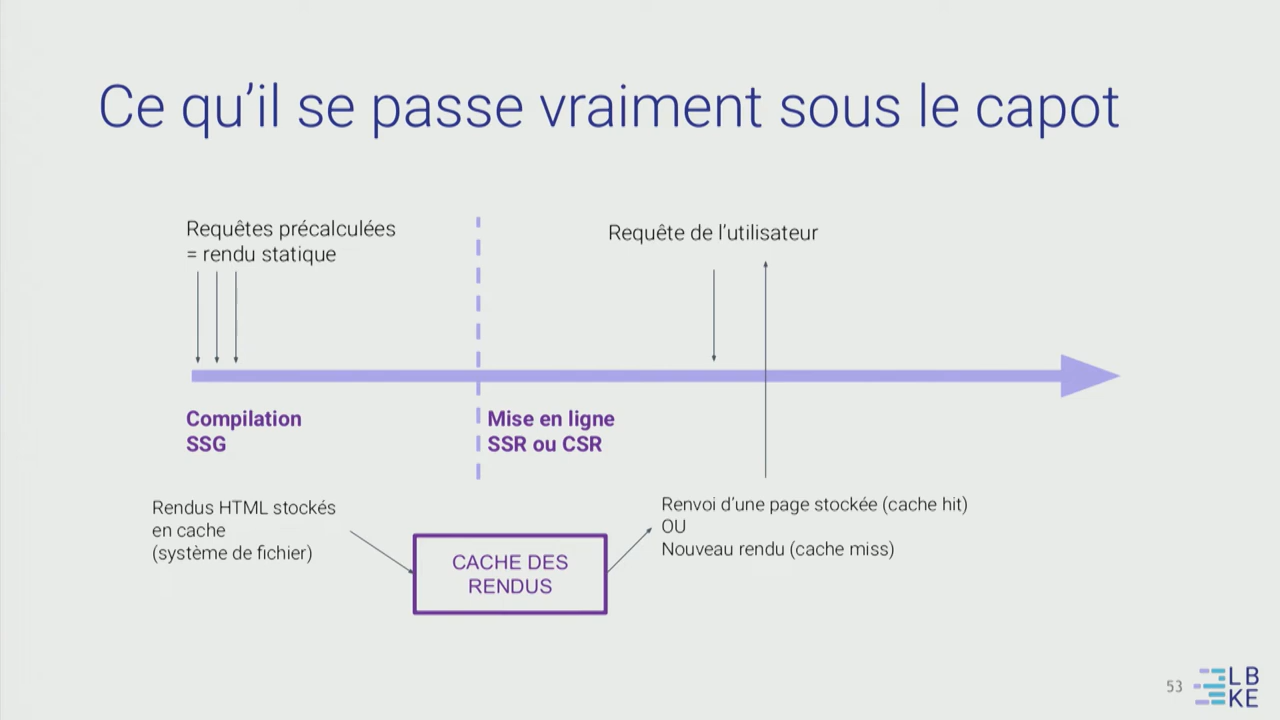 Ce qu'il se passe vraiment sous le capot
Requêtes précalculées
= rendu statique
Requête de l'utilisateur
Compilation
SSG
Mise en ligne
SSR ou CSR
Rendus HTML stockés
en cache
(système de fichier)
CACHE DES
RENDUS
Renvoi d'une page stockée (cache hit)
OU
Nouveau rendu (cache miss)
53
LB
KE